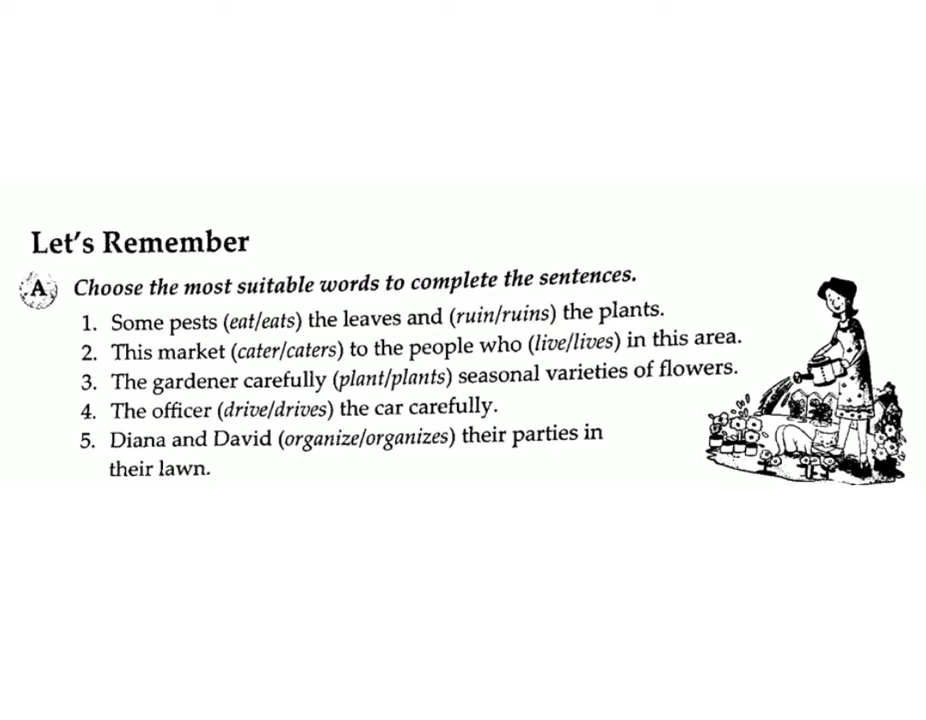 Let's Remember
A Choose the most suitable words to complete the sentences.
1. Some pests (eat/eats) the leaves and (ruin/ruins) the plants.
2. This market (cater/caters) to the people who (live/lives) in this area.
3. The gardener carefully (plant/plants) seasonal varieties of flowers.
4. The officer (drive/drives) the car carefully.
5. Diana and David (organize/organizes) their parties in
their lawn.